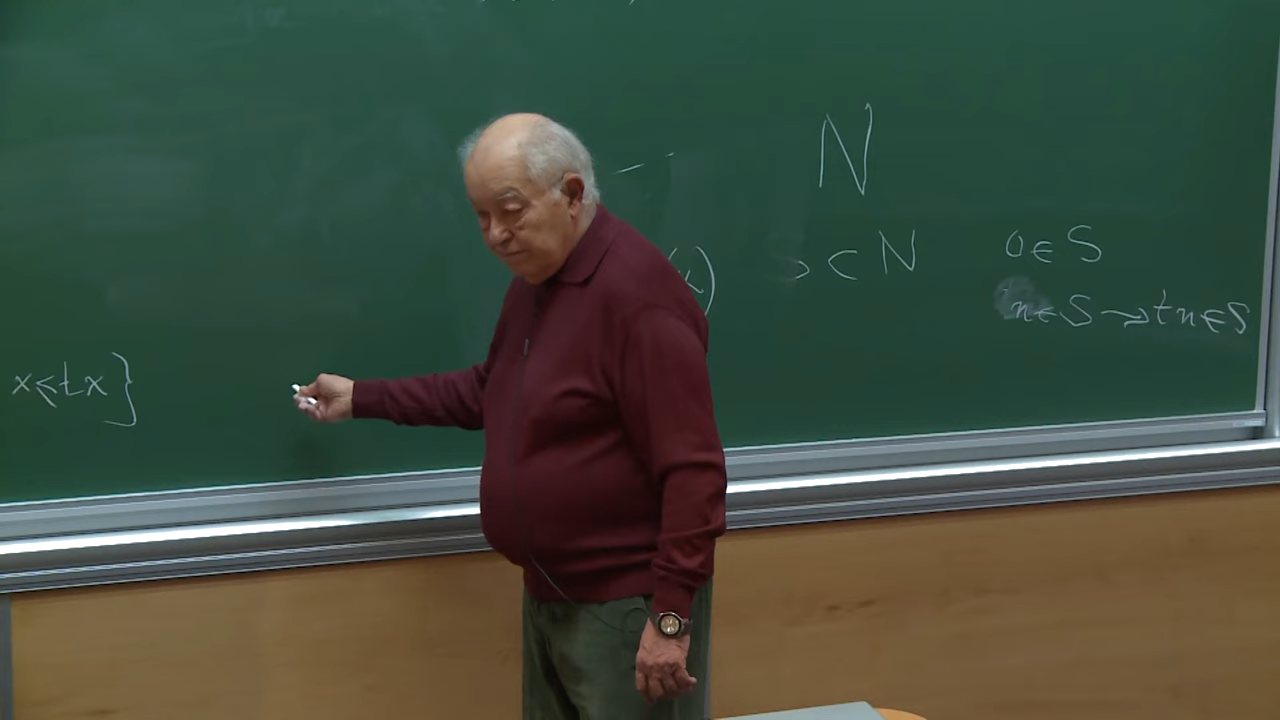 N
⊂ N 0 ∈ S
n ∈ S → tn ∈ S
x ≤ tx }